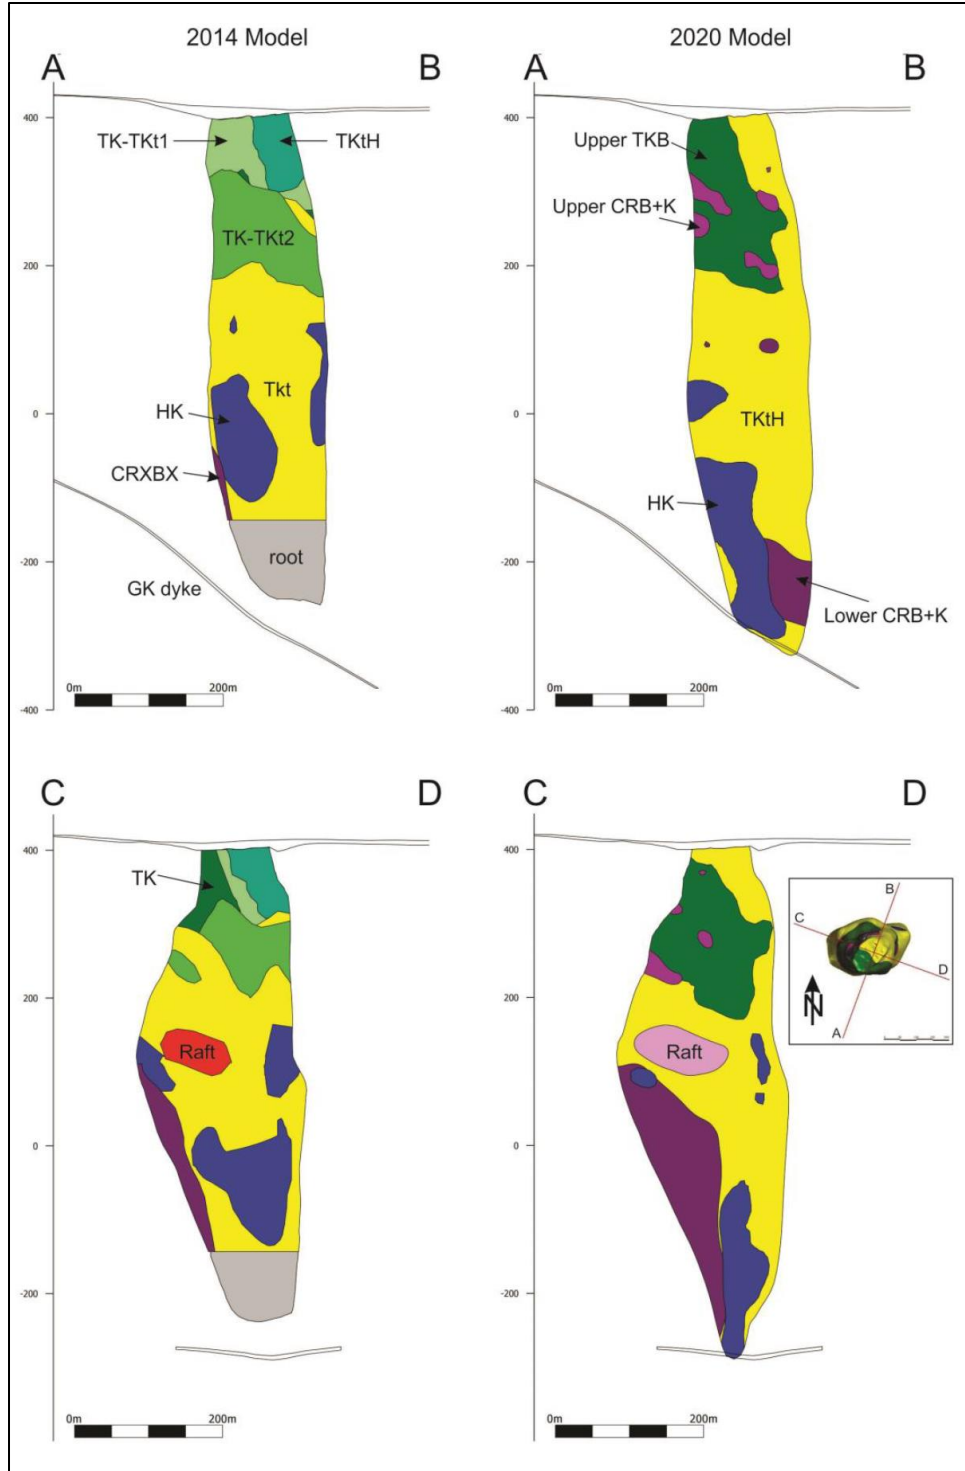 2014 Model
2020 Model
A
B
A
B
400
TK-TKt1
TKtH
TK-TKt2
200
Tkt
0
HK
CRXBX
root
-200
GK dyke
0m
200m
-400
400
Upper TKB
Upper CRB+K
200
0
TKtH
HK
-200
Lower CRB+K
0m
200m
-400
C
D
C
D
400
TK
200
Raft
0
-200
0m
200m
400
200
Raft
0
-200
0m
200m
B
C
D
N
A